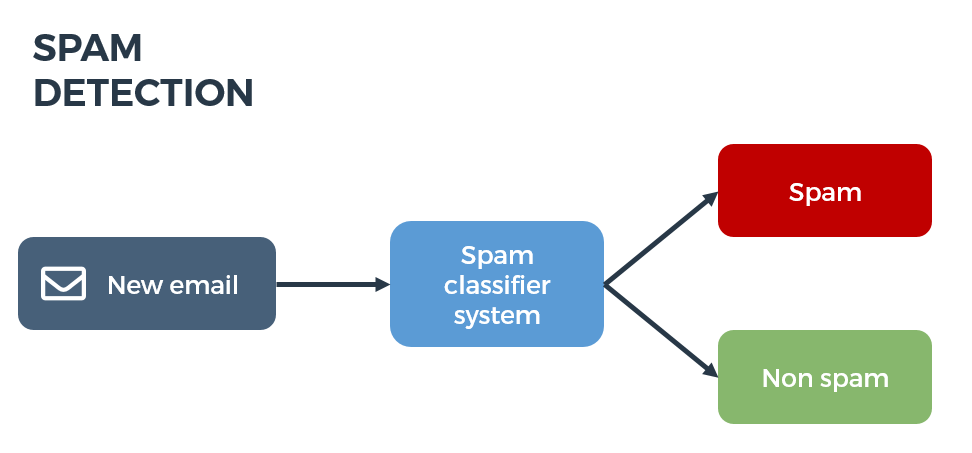 SPAM
DETECTION
Spam
New email
Spam
classifier
system
Non spam